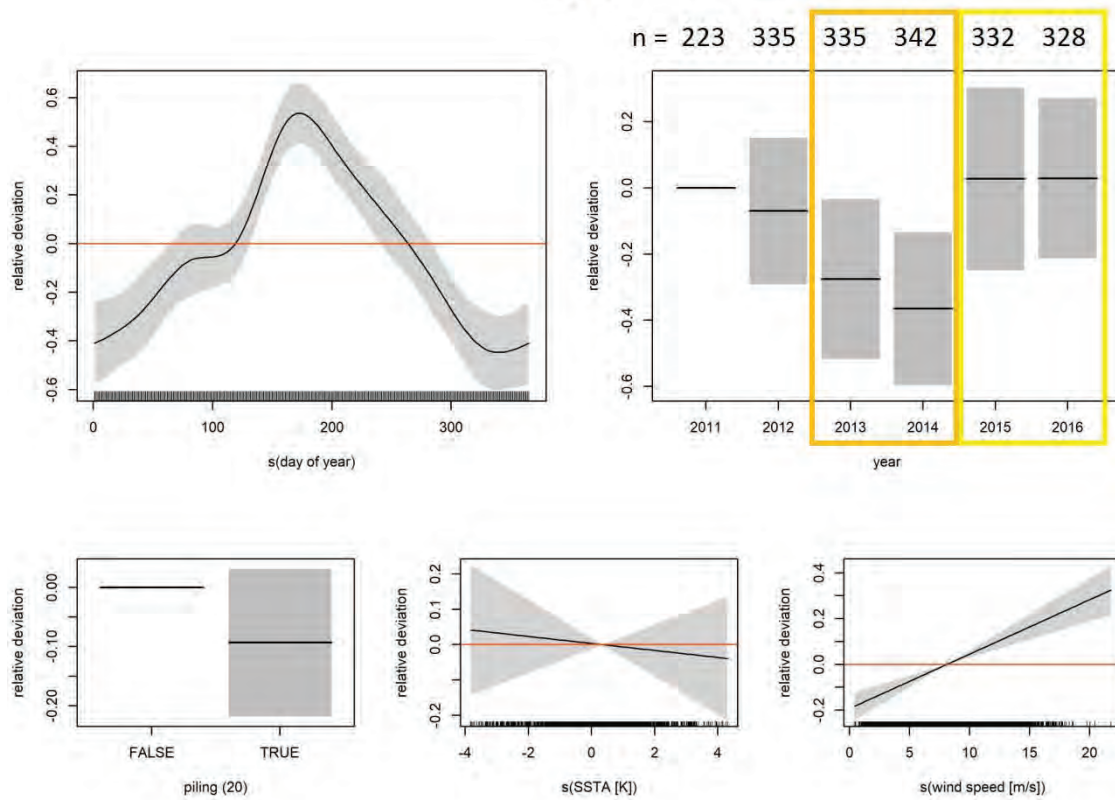 n = 223 335 335 342 332 328
relative deviation
0.6
0.4
0.2
0.0
-0.2
-0.4
-0.6
0 100 200 300
s(day of year)
relative deviation
0.2
0.0
-0.2
-0.4
-0.6
2011 2012 2013 2014 2015 2016
year
relative deviation
0.00
-0.10
-0.20
FALSE TRUE
piling (20)
relative deviation
0.2
0.1
0.0
-0.2
-4 -2 0 2 4
s(SSTA [K])
relative deviation
0.4
0.2
0.0
-0.2
0 5 10 15 20
s(wind speed [m/s])